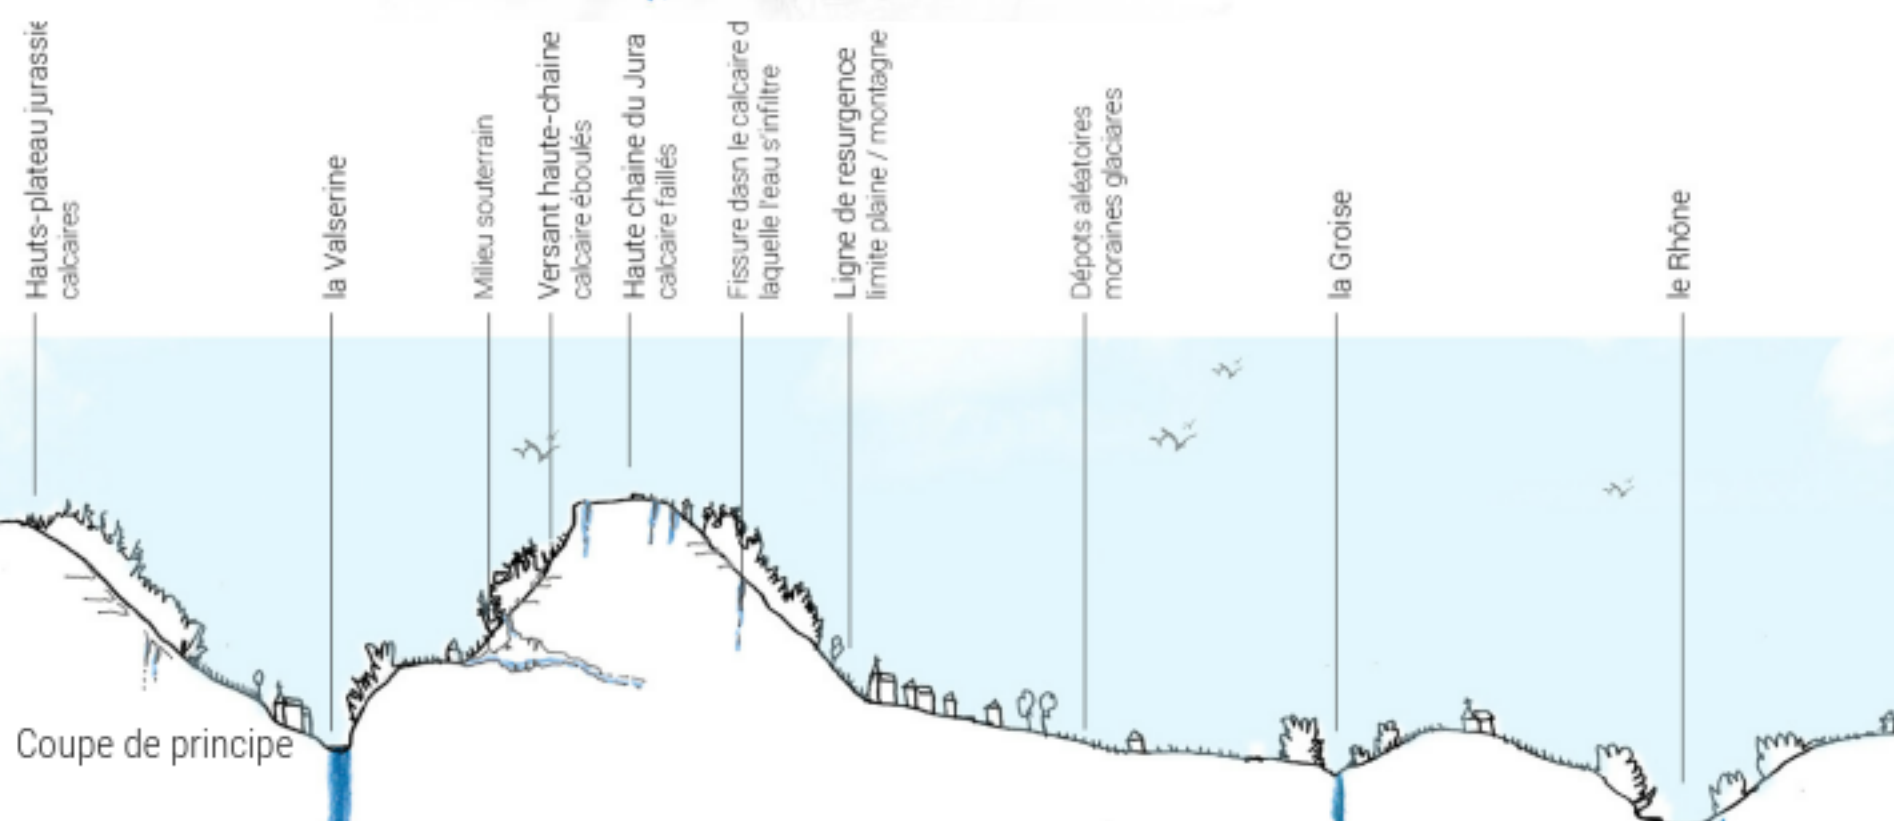 Hauts-plateau jurassie
calcaires
la Valserine
Milieu souterrain
Versant haute-chaine
calcaire éboulés
Haute chaine du Jura
calcaire faillés
Fissure dasn le calcaire d
laquelle l'eau s'infiltre
Ligne de resurgence
limite plaine / montagne
Dépots aléatoires
moraines glaciares
la Groise
le Rhône
Coupe de principe